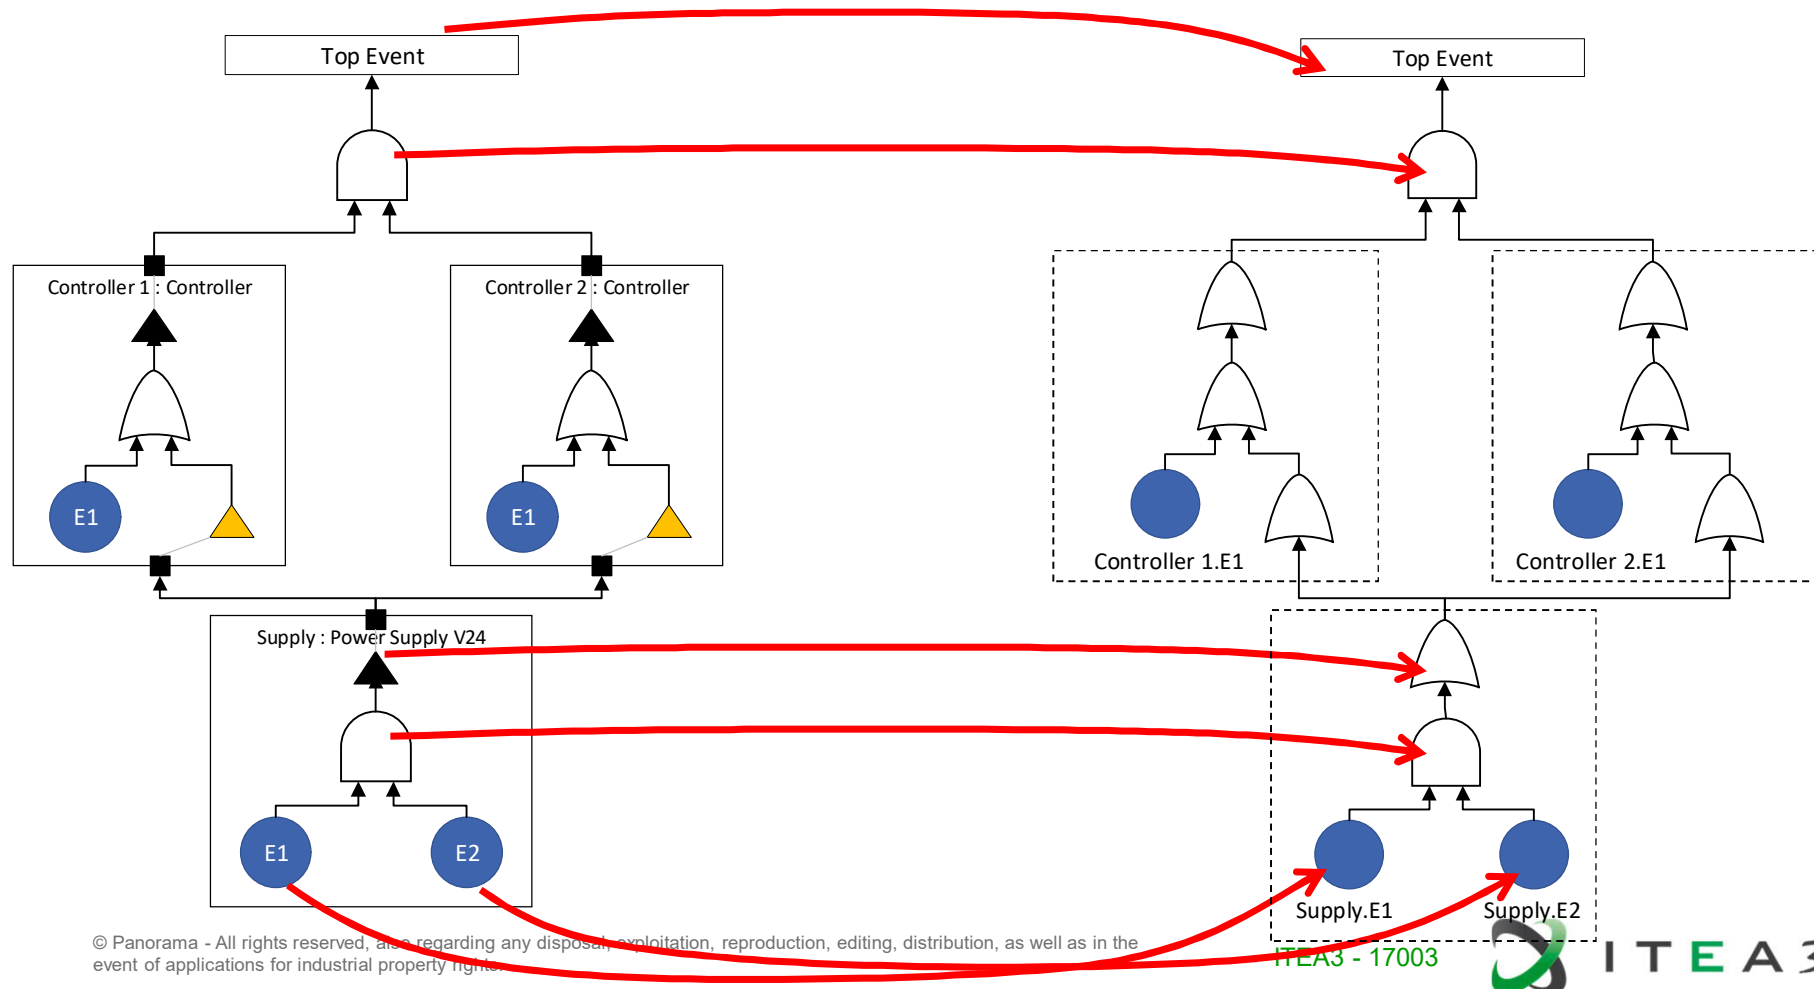 Top Event
Top Event
Controller 1 : Controller
Controller 2 : Controller
E1
E1
Controller 1.E1
Controller 2.E1
Supply : Power Supply V24
E1
E2
Supply.E1
Supply.E2
© Panorama - All rights reserved, also regarding any disposal, exploitation, reproduction, editing, distribution, as well as in the
event of applications for industrial property rights.
ITEA3 - 17003
ITEA3